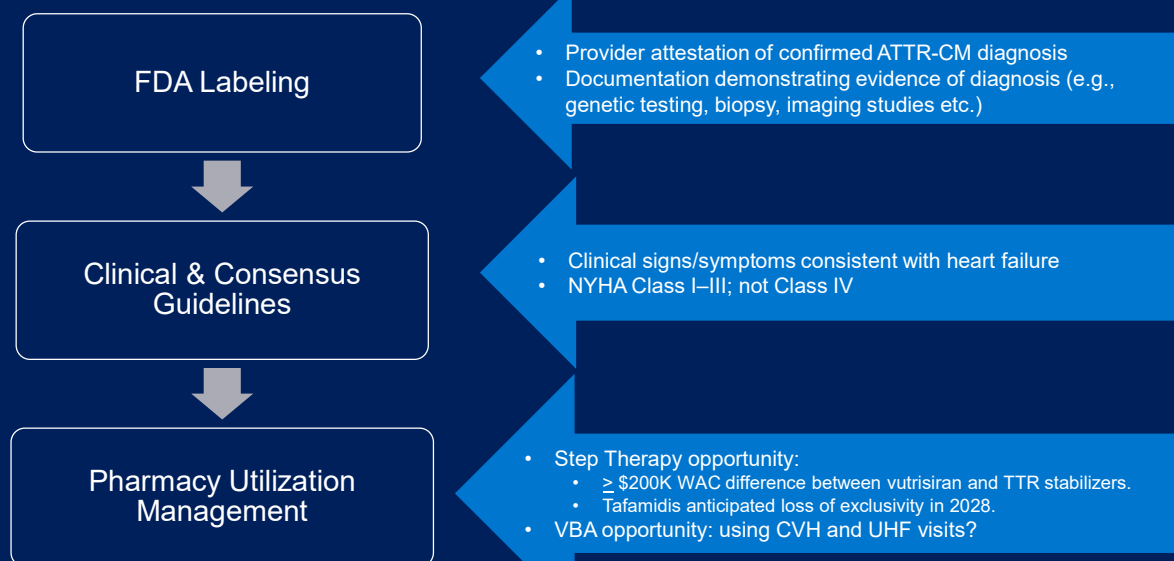 FDA Labeling
• Provider attestation of confirmed ATTR-CM diagnosis
• Documentation demonstrating evidence of diagnosis (e.g.,
genetic testing, biopsy, imaging studies etc.)
Clinical & Consensus
Guidelines
• Clinical signs/symptoms consistent with heart failure
• NYHA Class I–III; not Class IV
Pharmacy Utilization
Management
• Step Therapy opportunity:
• ≥ $200K WAC difference between vutrisiran and TTR stabilizers.
• Tafamidis anticipated loss of exclusivity in 2028.
• VBA opportunity: using CVH and UHF visits?